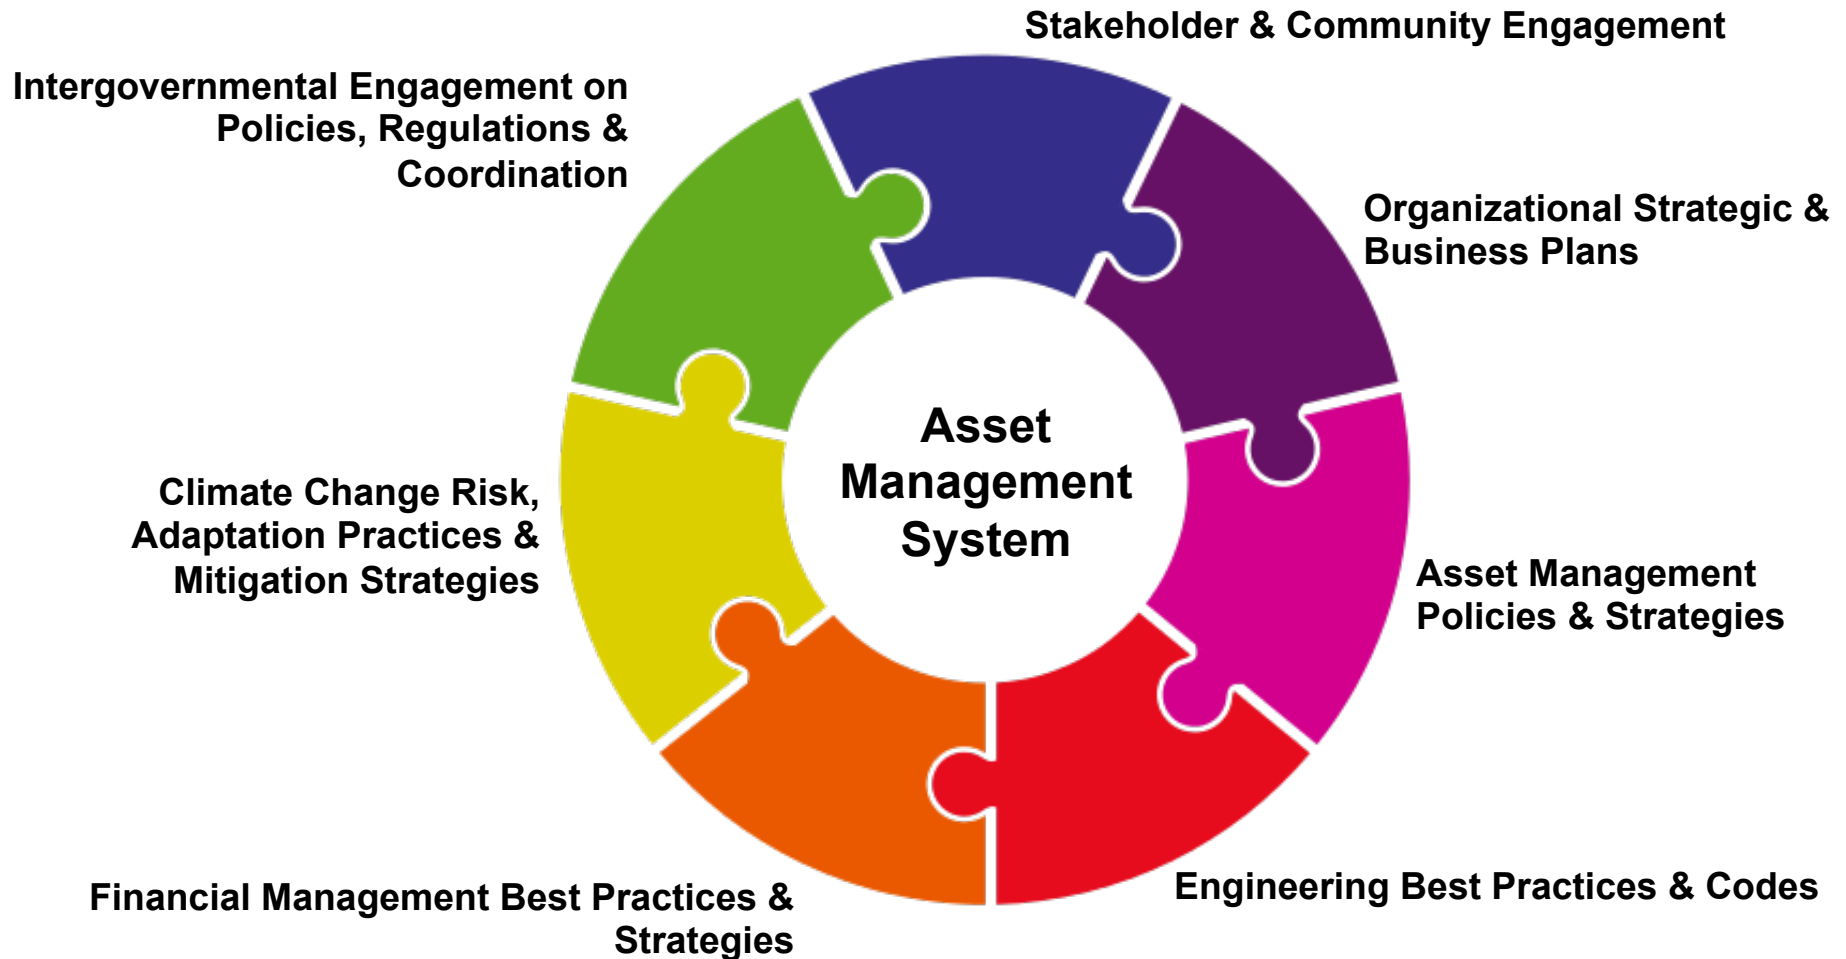 Stakeholder & Community Engagement
Intergovernmental Engagement on
Policies, Regulations &
Coordination
Organizational Strategic &
Business Plans
Asset
Management
System
Climate Change Risk,
Adaptation Practices &
Mitigation Strategies
Asset Management
Policies & Strategies
Financial Management Best Practices &
Strategies
Engineering Best Practices & Codes